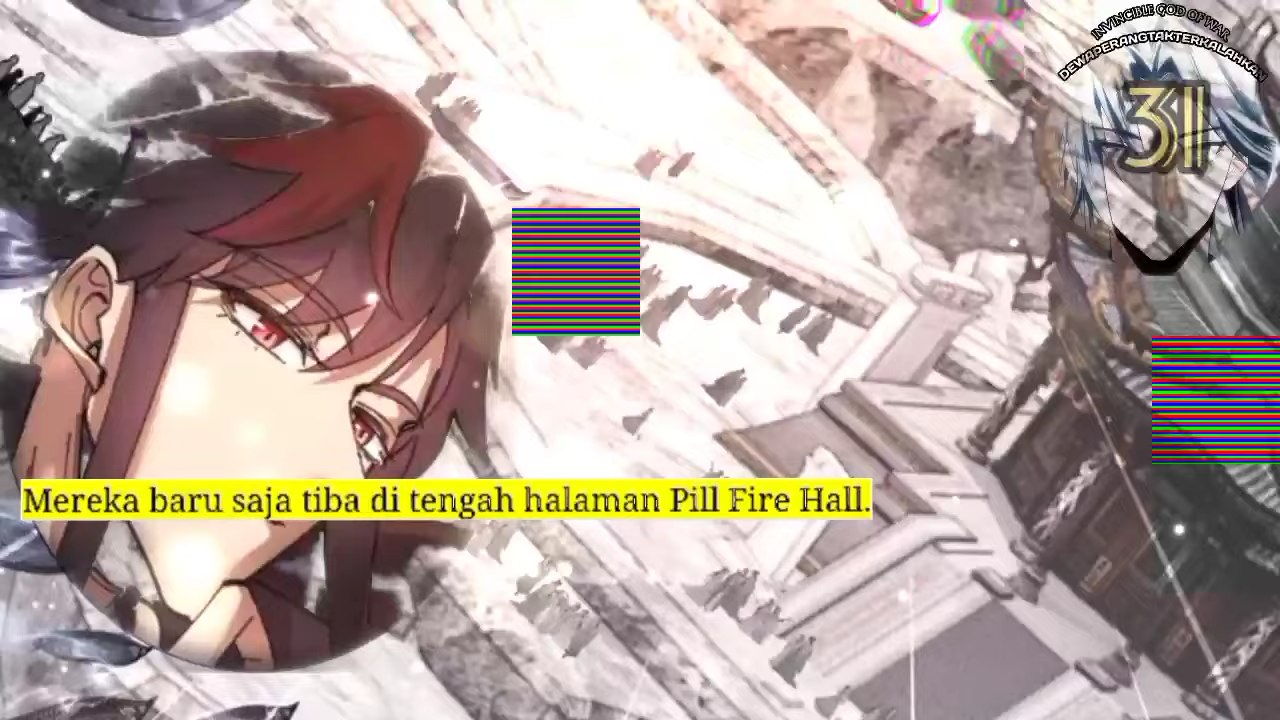 INVINCIBLE GOD OF WAR
DEWAPERANGTAKTERKALAHKAN
31
Mereka baru saja tiba di tengah halaman Pill Fire Hall.